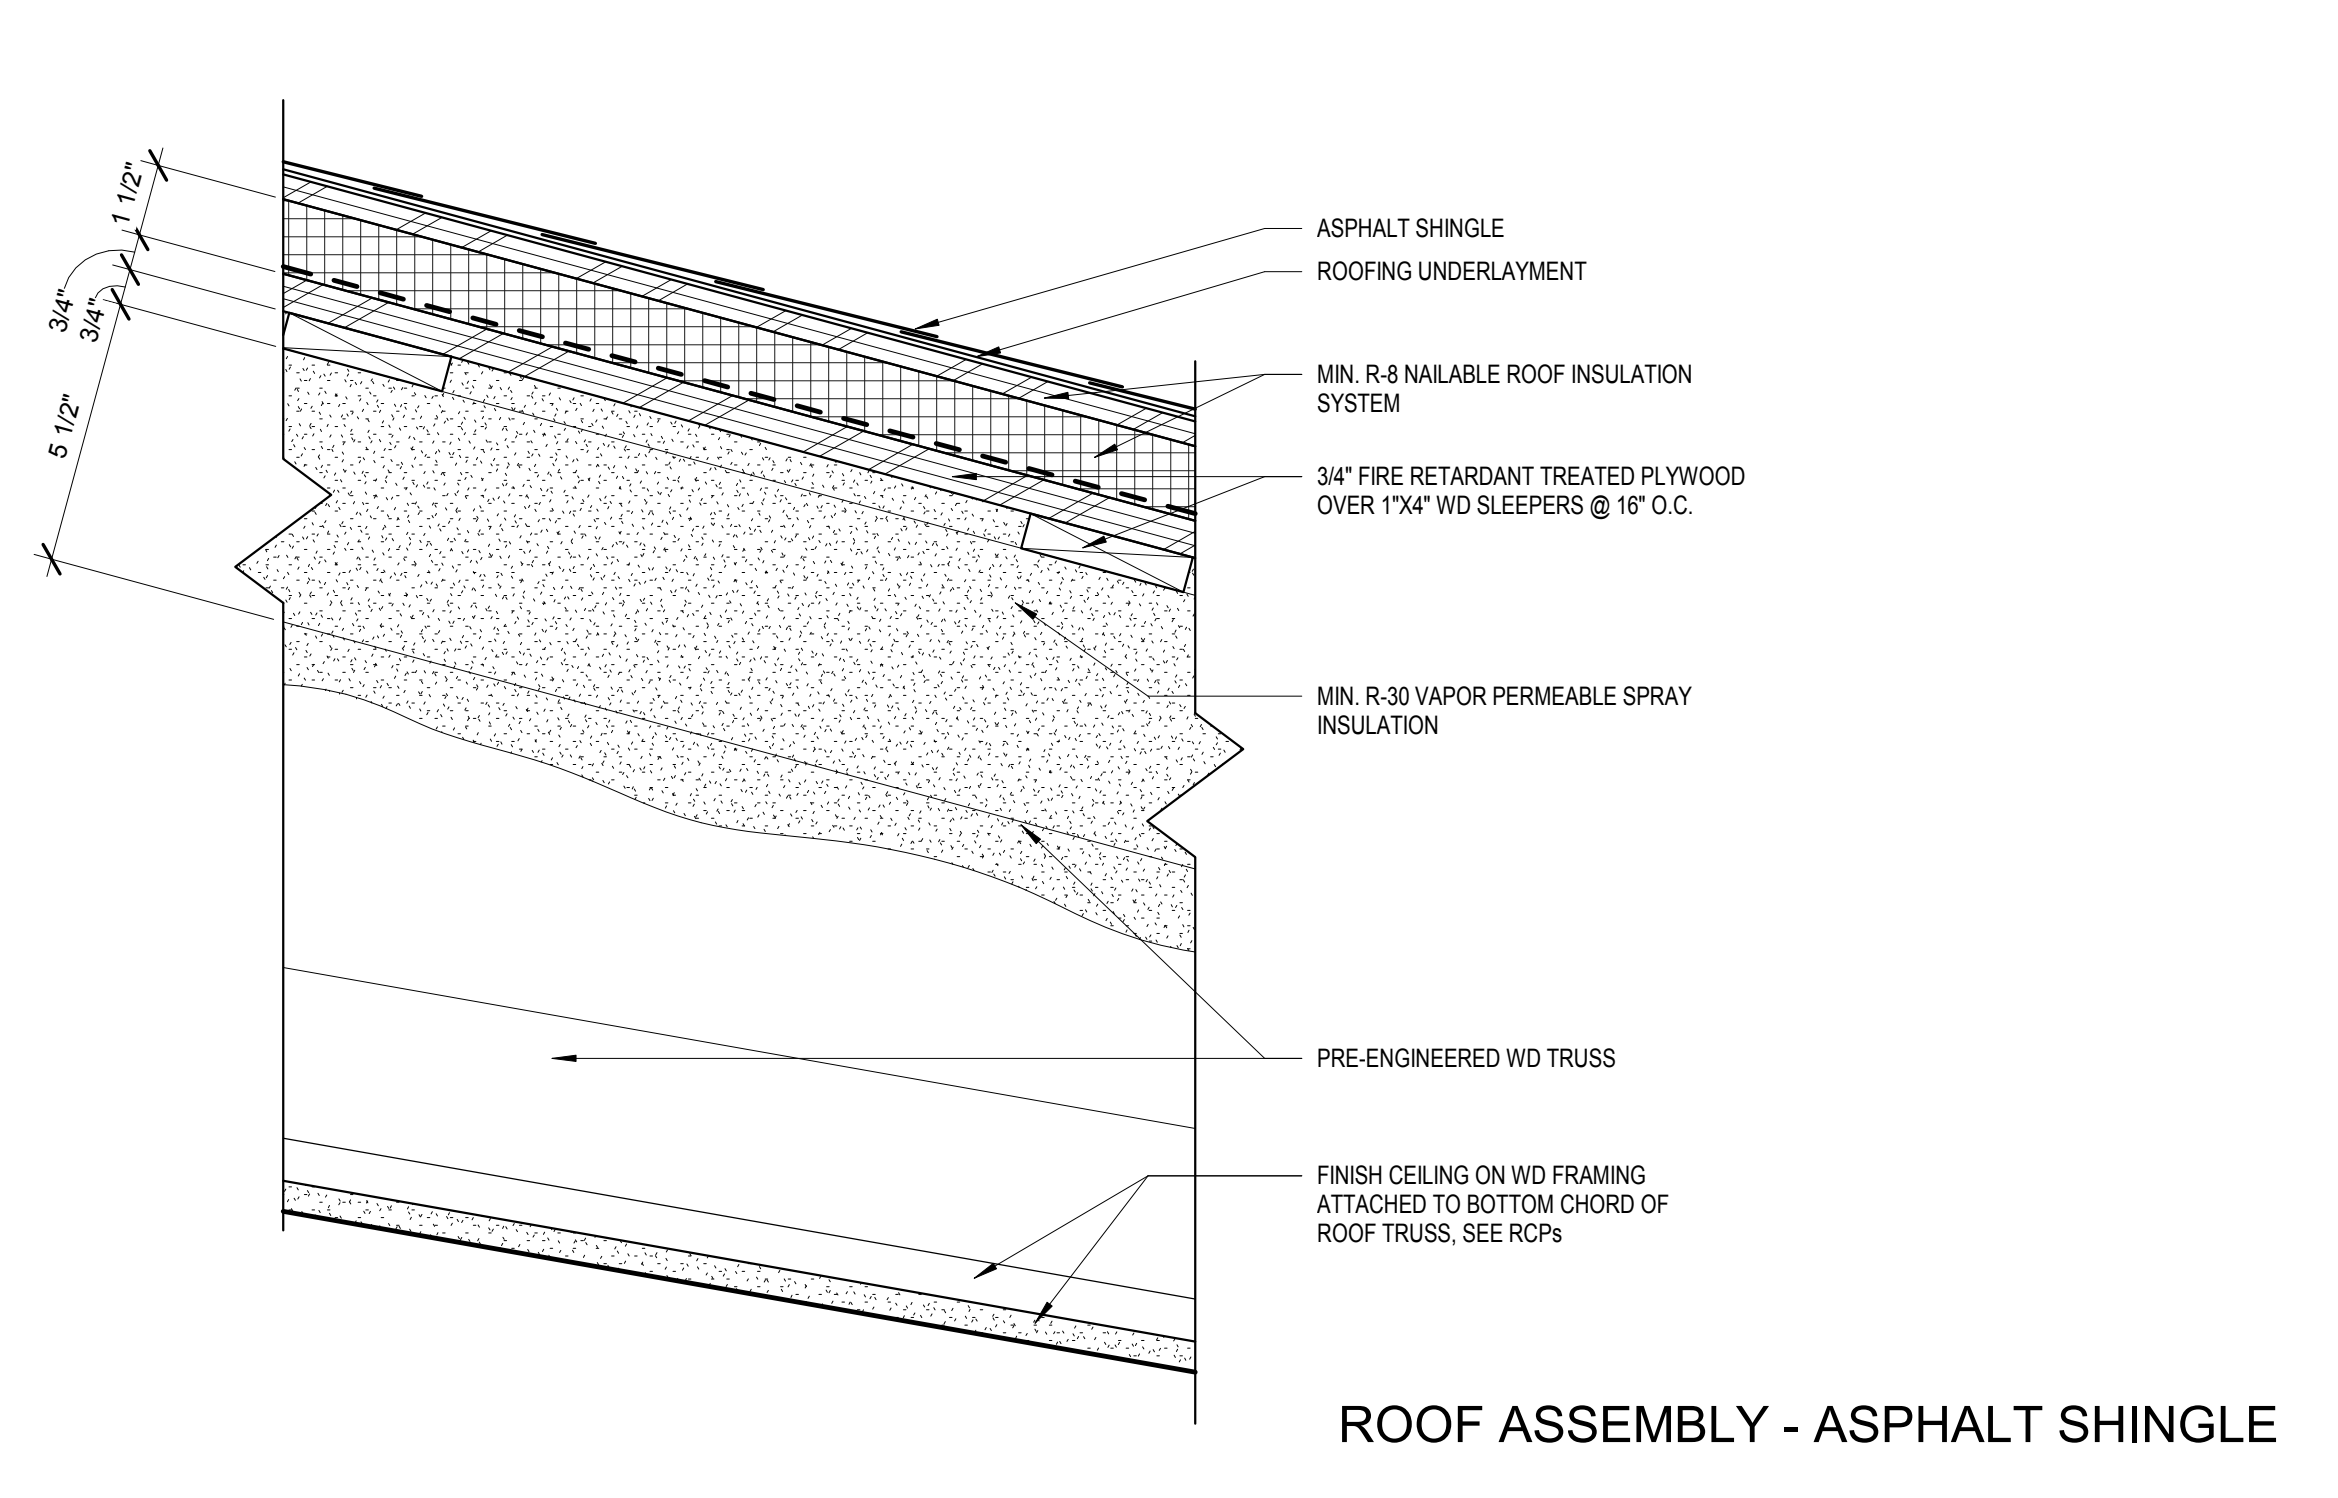 1 1/2"
3/4"
3/4"
5 1/2"
ASPHALT SHINGLE
ROOFING UNDERLAYMENT
MIN. R-8 NAILABLE ROOF INSULATION
SYSTEM
3/4" FIRE RETARDANT TREATED PLYWOOD
OVER 1"X4" WD SLEEPERS @ 16" O.C.
MIN. R-30 VAPOR PERMEABLE SPRAY
INSULATION
PRE-ENGINEERED WD TRUSS
FINISH CEILING ON WD FRAMING
ATTACHED TO BOTTOM CHORD OF
ROOF TRUSS, SEE RCPs
ROOF ASSEMBLY - ASPHALT SHINGLE